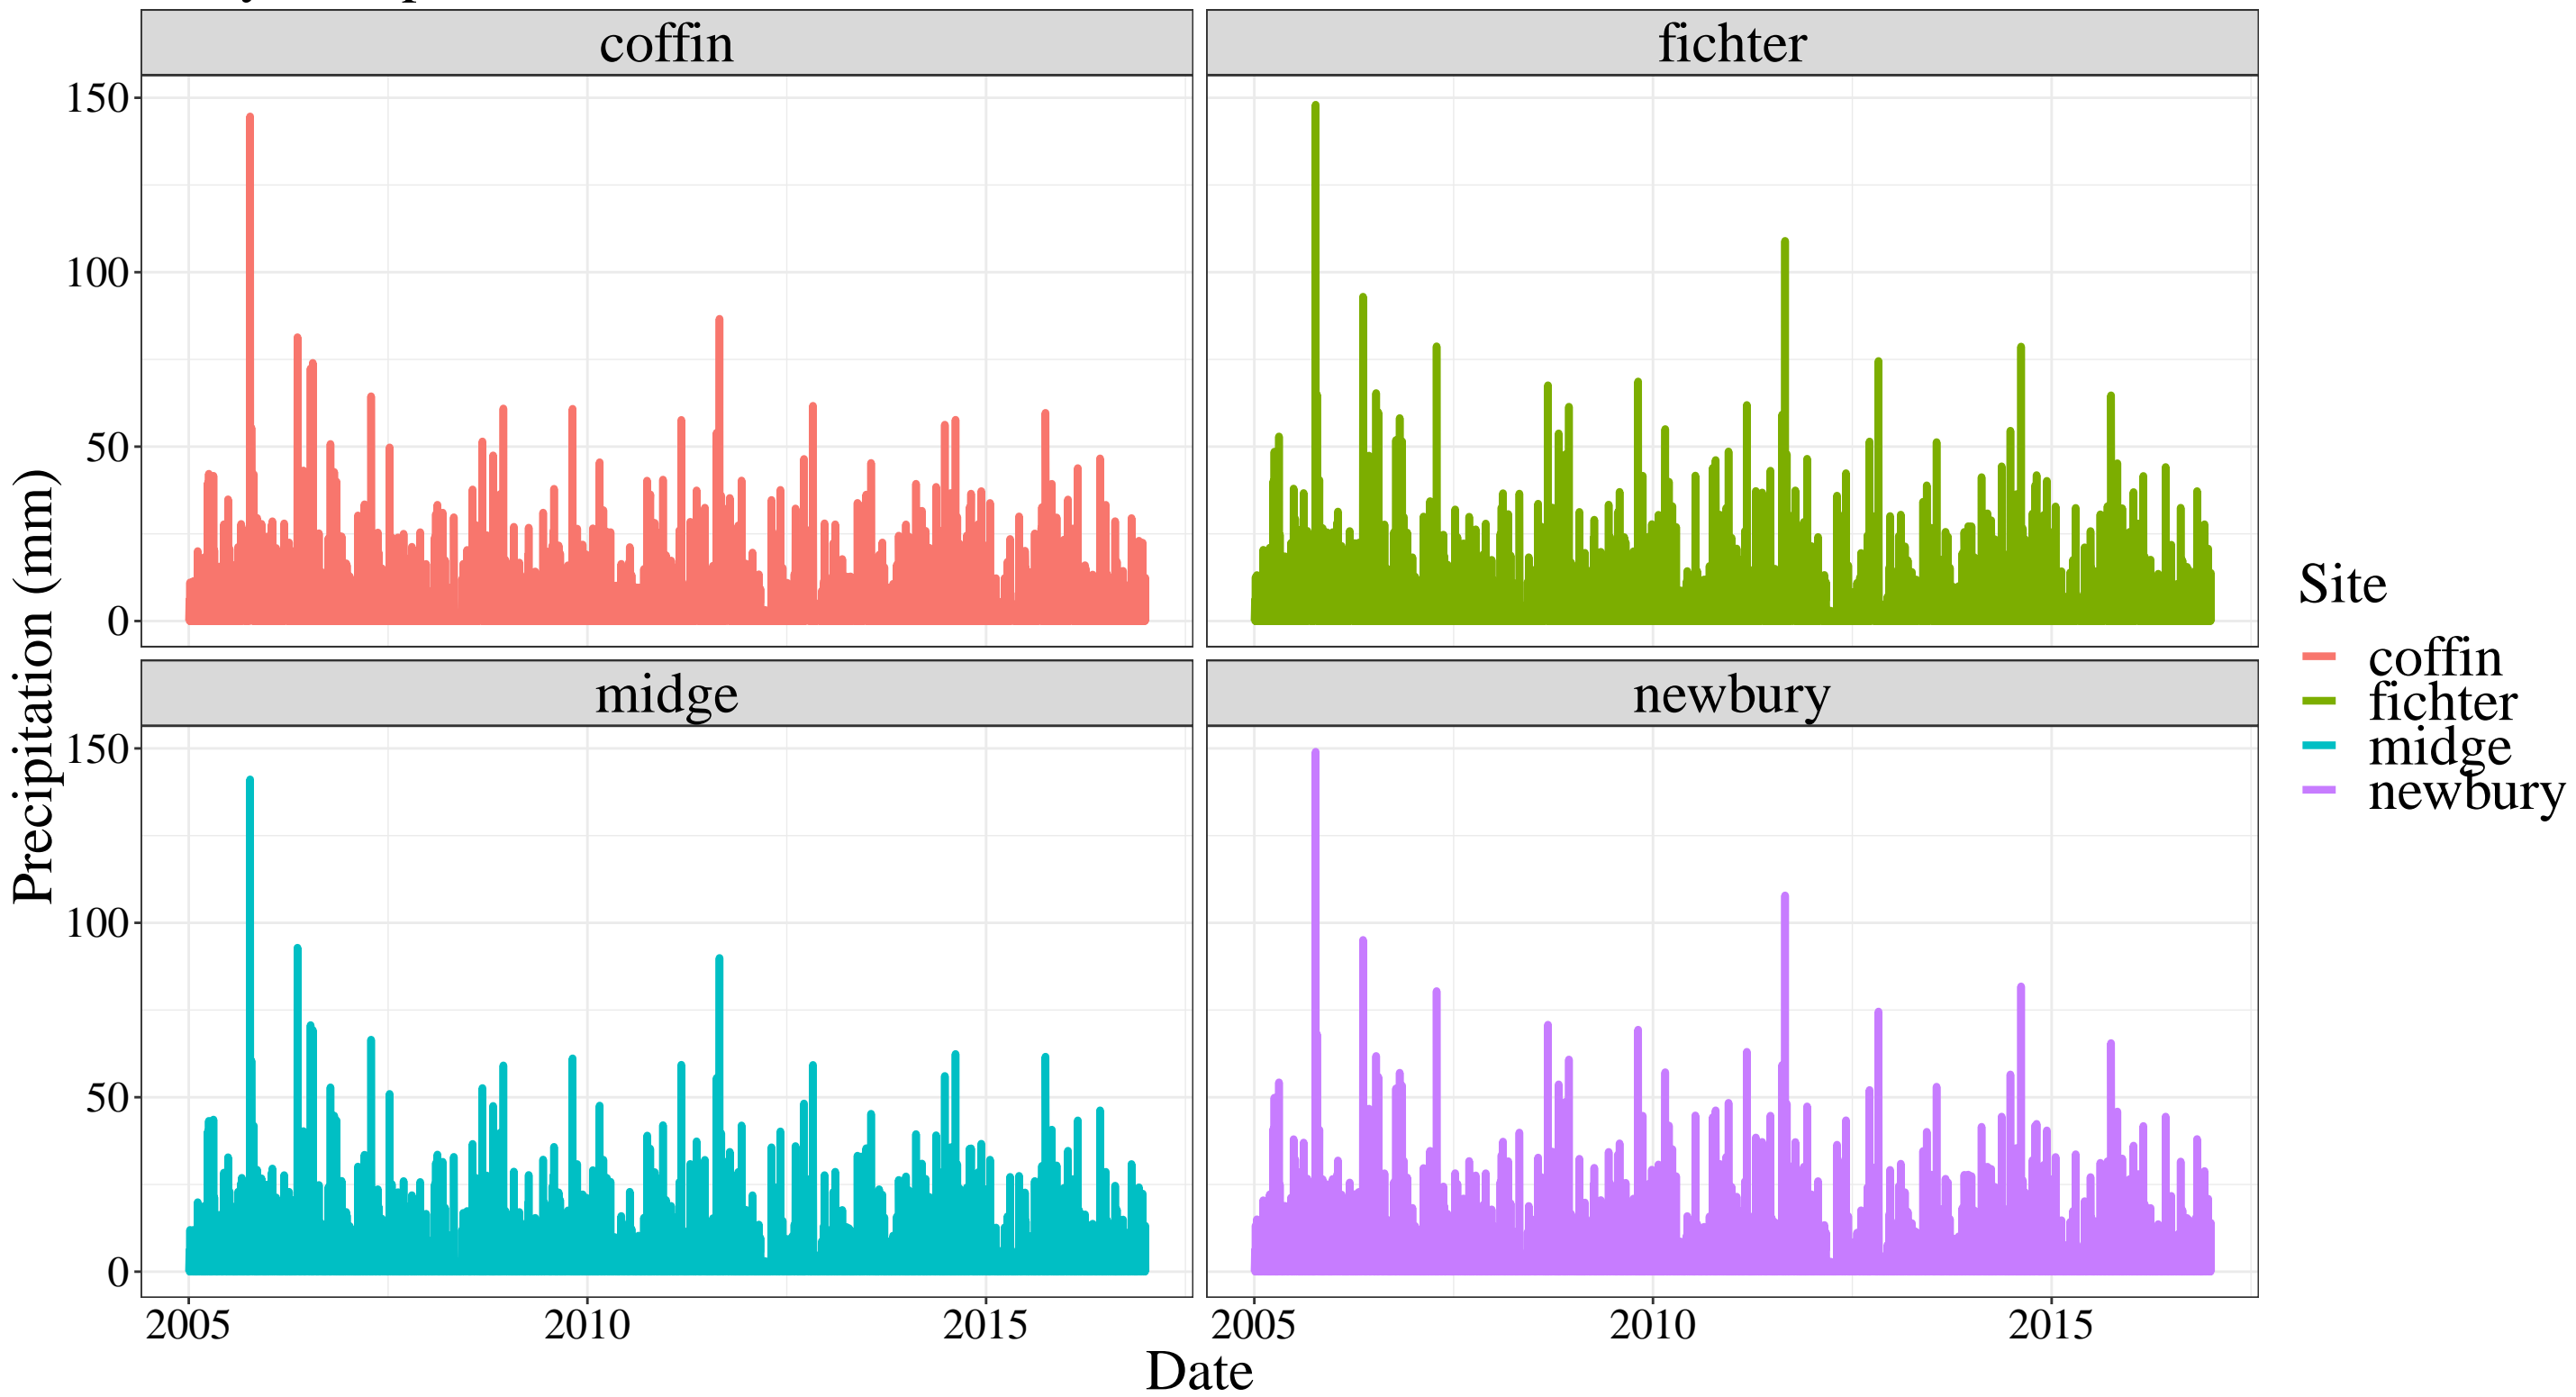 coffin
fichter
150
100
50
0
midge
newbury
150
100
50
0
2005
2010
2015
2005
2010
2015
Precipitation (mm)
Date
Site
coffin
fichter
midge
newbury